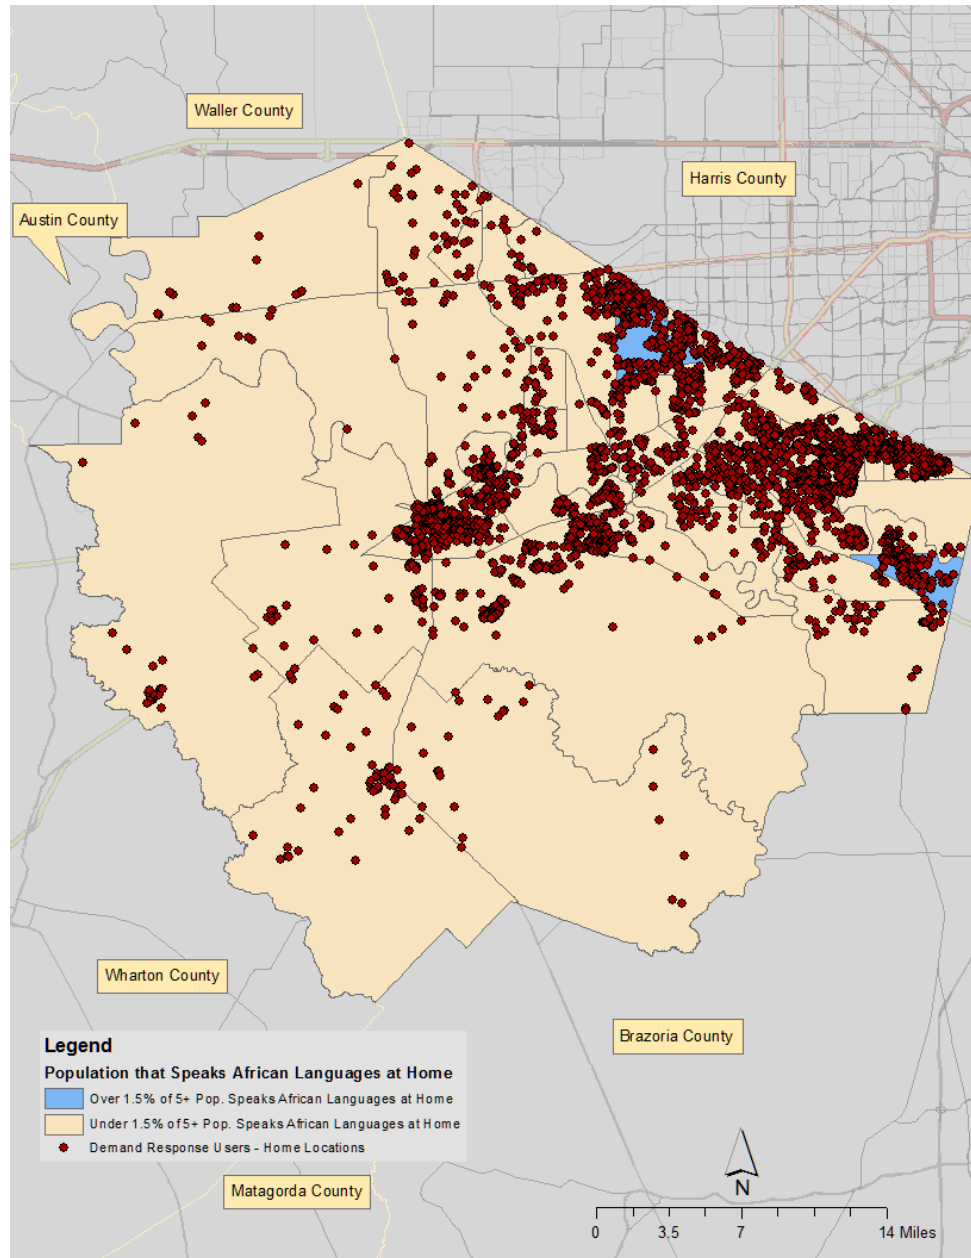 Waller County
Harris County
Austin County
Wharton County
Brazoria County
Legend
Population that Speaks African Languages at Home
Over 1.5% of 5+ Pop. Speaks African Languages at Home
Under 1.5% of 5+ Pop. Speaks African Languages at Home
Demand Response Users - Home Locations
Matagorda County
N
0 3.5 7 14 Miles